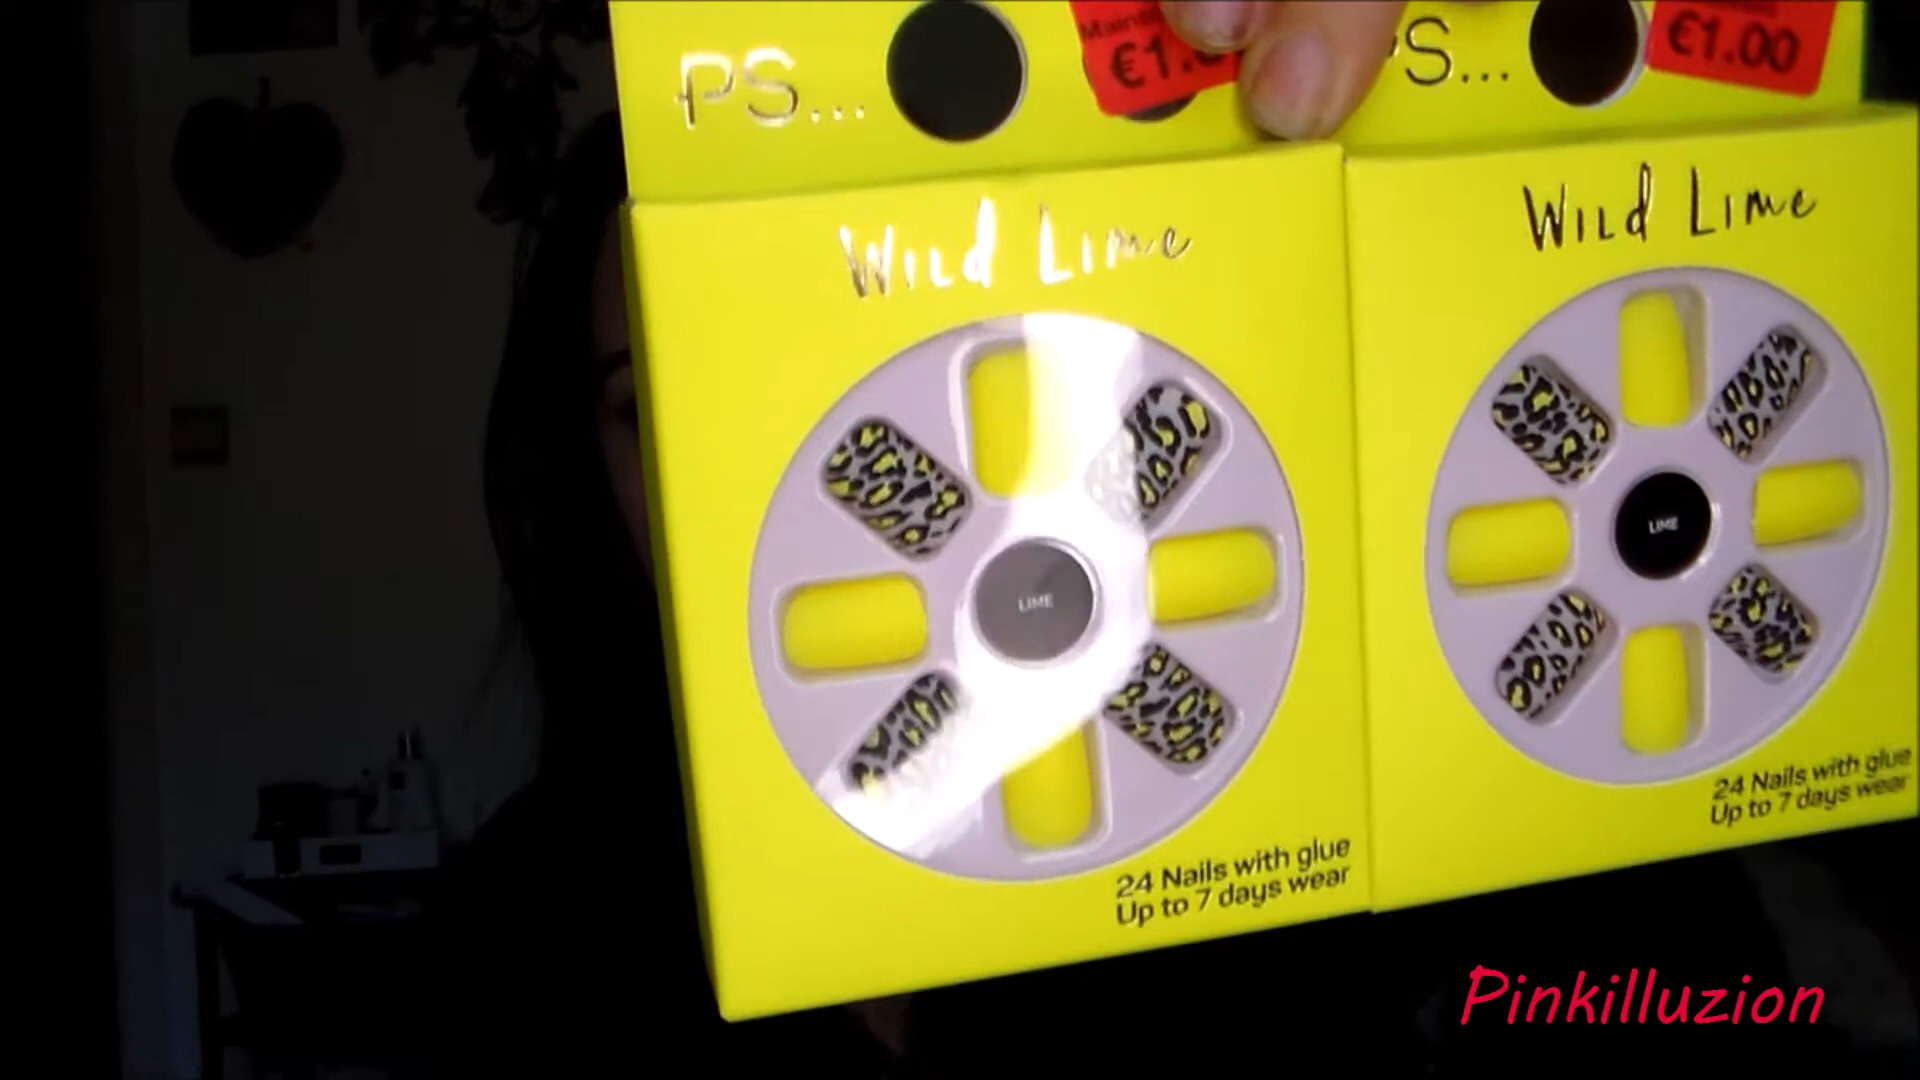 PS...
€1.
PS...
€1.00
Wild Lime
LIME
24 Nails with glue
Up to 7 days wear
Wild Lime
LIME
24 Nails with glue
Up to 7 days wear
Pinkilluzion